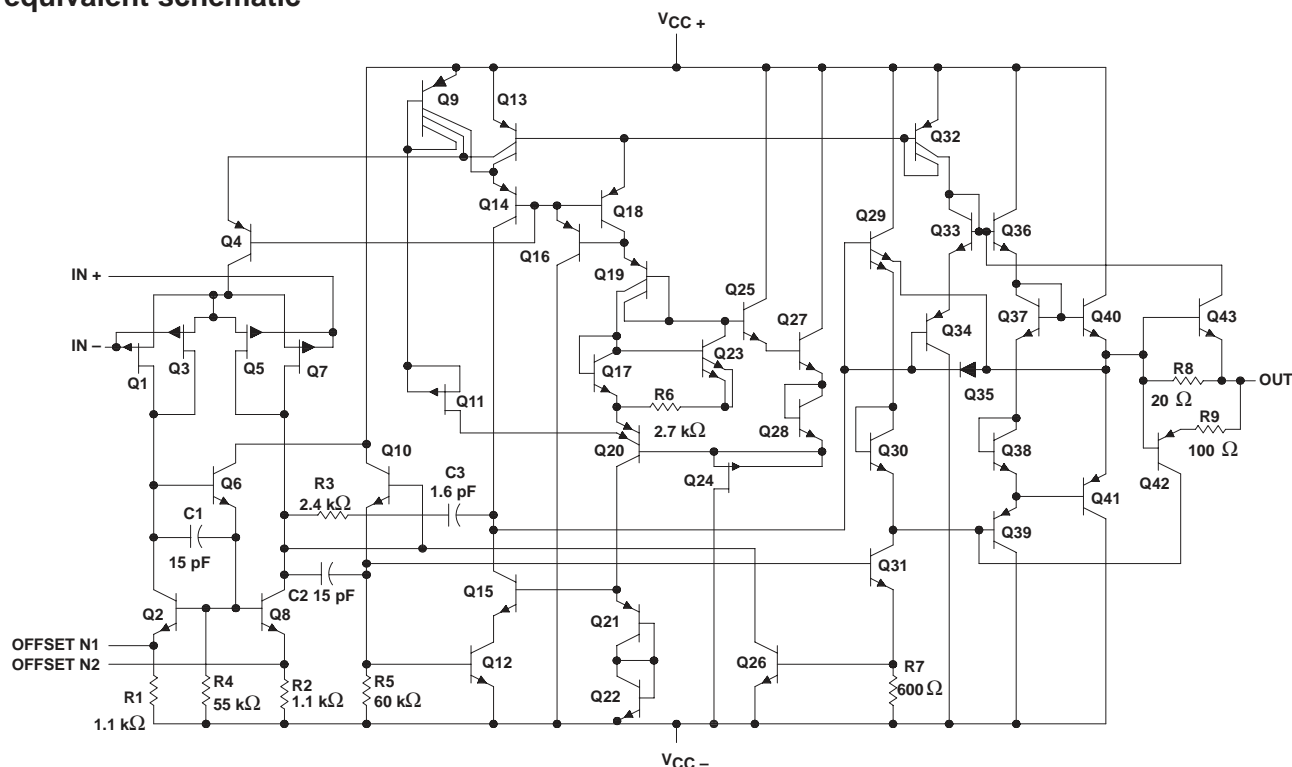 equivalent schematic
VCC +
Q9
Q13
Q32
Q14
Q18
Q29
Q33
Q36
Q4
Q16
Q19
IN +
Q25
Q27
Q37
Q40
Q43
Q34
IN −
Q1
Q3
Q5
Q7
Q23
Q17
R8
OUT
Q11
R6
Q35
20 Ω
R9
2.7 kΩ
Q28
100 Ω
Q10
C3
Q20
Q30
Q38
Q6
R3
1.6 pF
Q24
Q42
2.4 kΩ
Q41
C1
Q39
15 pF
Q31
C2 15 pF
Q15
Q2
Q8
Q21
OFFSET N1
OFFSET N2
Q12
Q26
R7
R1
R4
R2
R5
Q22
600 Ω
1.1 kΩ
55 kΩ
1.1 kΩ
60 kΩ
VCC −